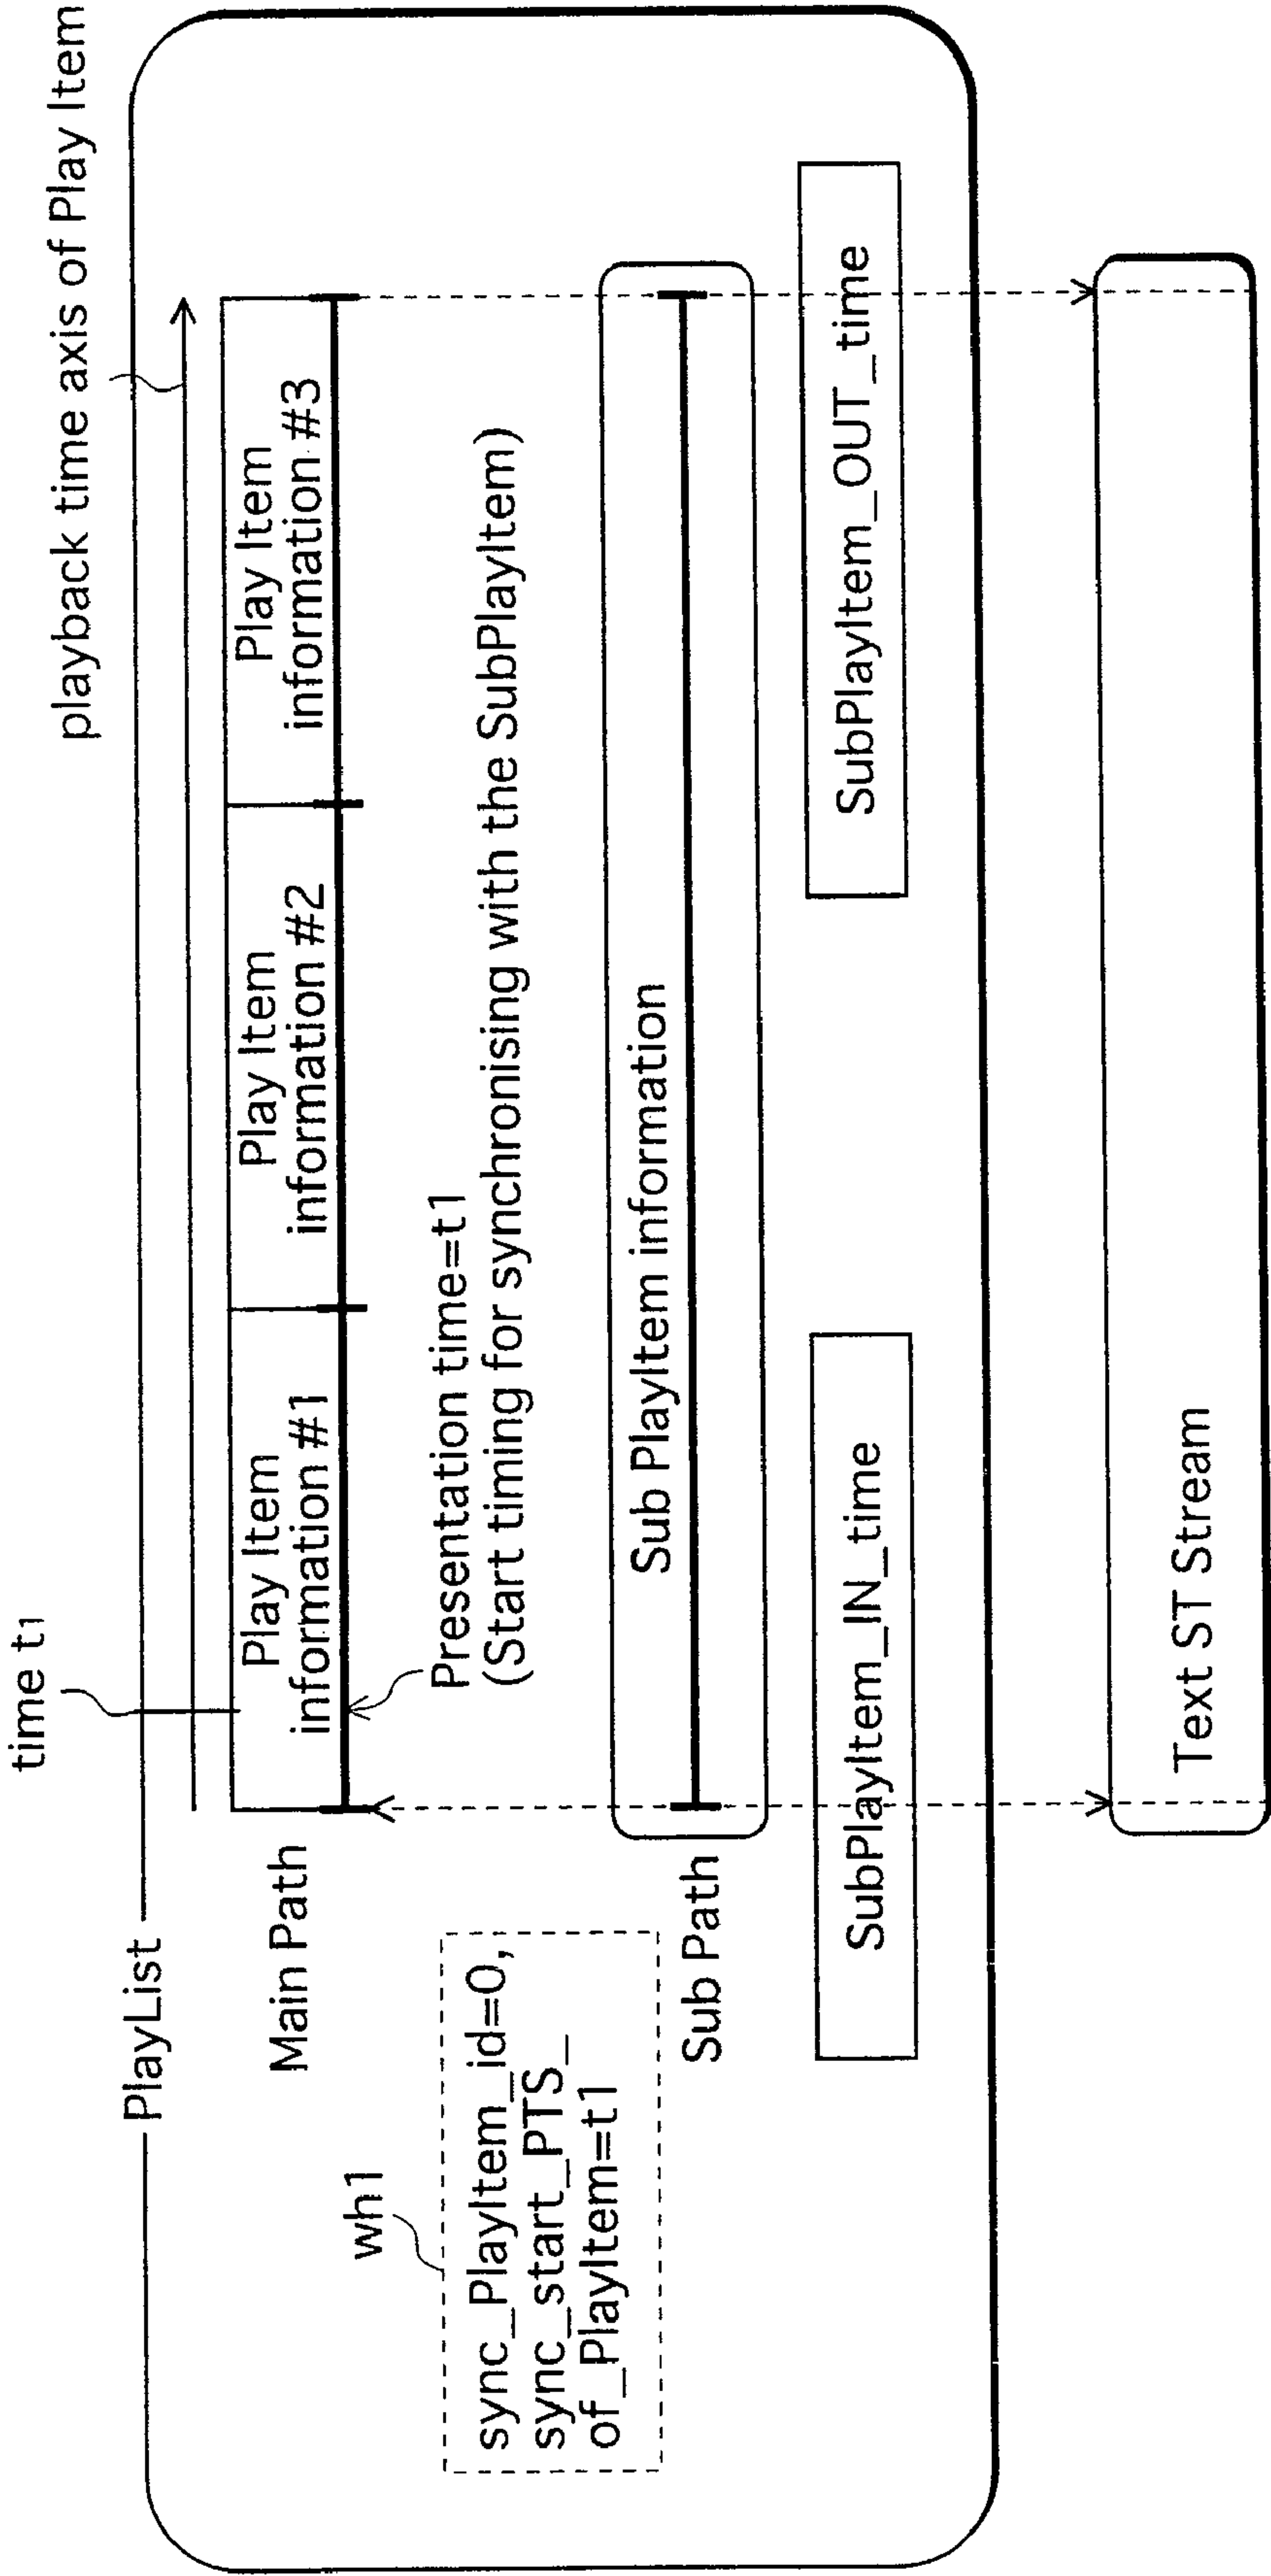 playback time axis of Play Item
time t1
PlayList
Main Path
Play Item
information #1
Play Item
information #2
Play Item
information #3
Presentation time=t1
(Start timing for synchronising with the SubPlayItem)
wh1
sync_PlayItem_id=0,
sync_start_PTS_
of_PlayItem=t1
Sub Path
Sub PlayItem information
SubPlayItem_IN_time
SubPlayItem_OUT_time
Text ST Stream